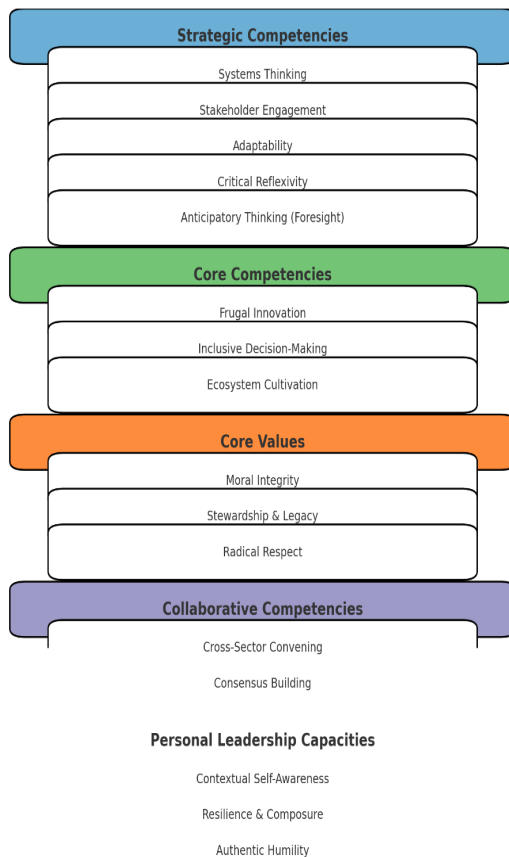 Strategic Competencies
Systems Thinking
Stakeholder Engagement
Adaptability
Critical Reflexivity
Anticipatory Thinking (Foresight)
Core Competencies
Frugal Innovation
Inclusive Decision-Making
Ecosystem Cultivation
Core Values
Moral Integrity
Stewardship & Legacy
Radical Respect
Collaborative Competencies
Cross-Sector Convening
Consensus Building
Personal Leadership Capacities
Contextual Self-Awareness
Resilience & Composure
Authentic Humility